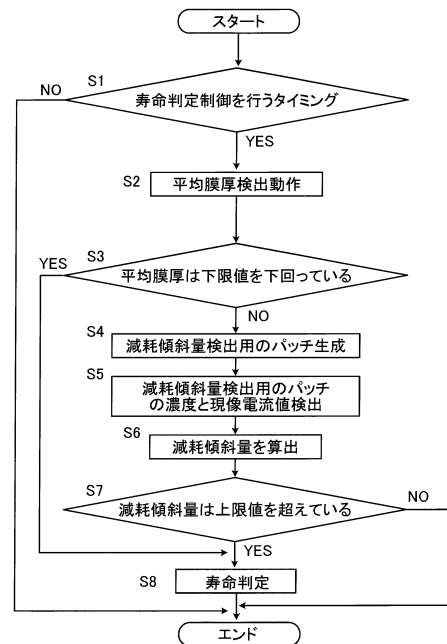 スタート
S1
NO
寿命判定制御を行うタイミング
YES
S2
平均膜厚検出動作
S3
YES
平均膜厚は下限値を下回っている
NO
S4
減耗傾斜量検出用のパッチ生成
S5
減耗傾斜量検出用のパッチ
の濃度と現像電流値検出
S6
減耗傾斜量を算出
S7
NO
減耗傾斜量は上限値を超えている
YES
S8
寿命判定
エンド